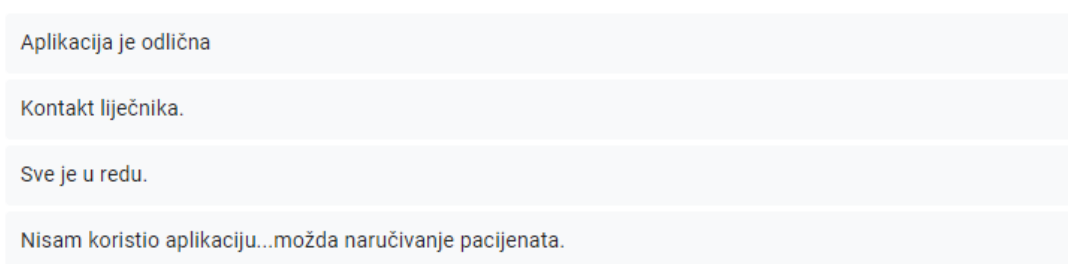 Aplikacija je odlična
Kontakt liječnika.
Sve je u redu.
Nisam koristio aplikaciju...možda naručivanje pacijenata.